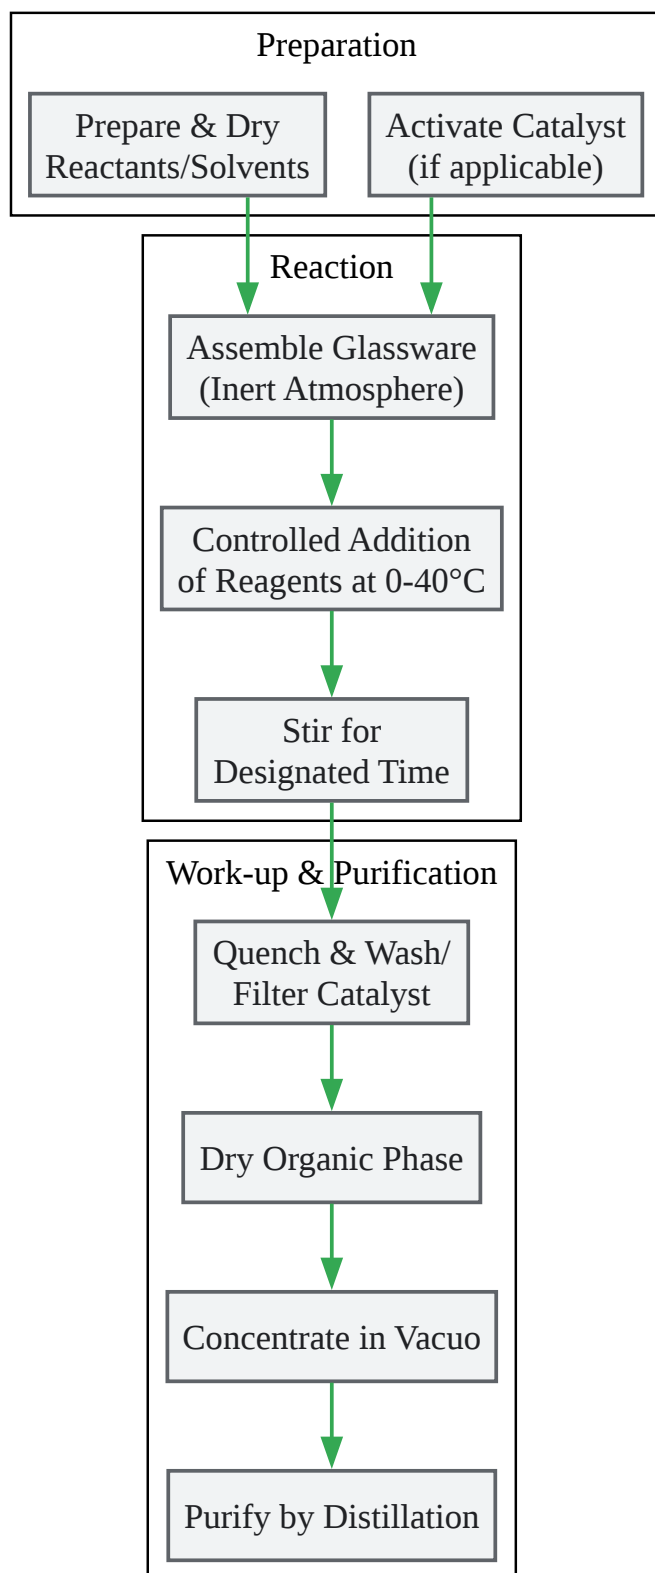 Preparation
Prepare & Dry
Reactants/Solvents
Activate Catalyst
(if applicable)
Reaction
Assemble Glassware
(Inert Atmosphere)
Controlled Addition
of Reagents at 0-40°C
Stir for
Designated Time
Work-up & Purification
Quench & Wash/
Filter Catalyst
Dry Organic Phase
Concentrate in Vacuo
Purify by Distillation